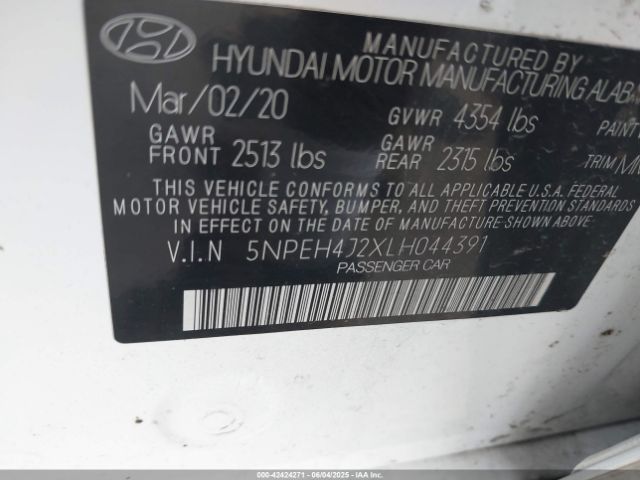 MANUFACTURED BY
HYUNDAI MOTOR MANUFACTURING
Mar/02/20 GVWR 4354 lbs
GAWR FRONT 2513 lbs GAWR REAR 2315 lbs TRIM
THIS VEHICLE CONFORMS TO ALL APPLICABLE U.S.A. FEDERAL
MOTOR VEHICLE SAFETY, BUMPER, AND THEFT PREVENTION STANDARDS
IN EFFECT ON THE DATE OF MANUFACTURE SHOWN ABOVE.
V.I.N 5NPEH4J2XLH044391
PASSENGER CAR
000-42424271 - 06/04/2025 - IAA Inc.